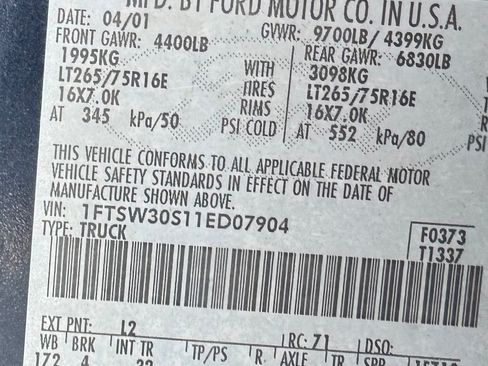 MFD. BY FORD MOTOR CO. IN U.S.A.
DATE: 04/01 GVWR: 9700LB/ 4399KG
FRONT GAWR: 4400LB REAR GAWR: 6830LB
1995KG WITH 3098KG
LT265/75R16E TIRES LT265/75R16E
16X7.0K RIMS 16X7.0K
AT 345 kPa/50 PSI COLD AT 552 kPa/80 PSI
THIS VEHICLE CONFORMS TO ALL APPLICABLE FEDERAL MOTOR
VEHICLE SAFETY STANDARDS IN EFFECT ON THE DATE OF
MANUFACTURE SHOWN ABOVE.
VIN: 1FTSW30S11ED07904 F0373
TYPE: TRUCK T1337
EXT PNT: L2 RC: 71 DSO:
WB BRK INT TR TP/PS R AXLE TR SPR
172 4